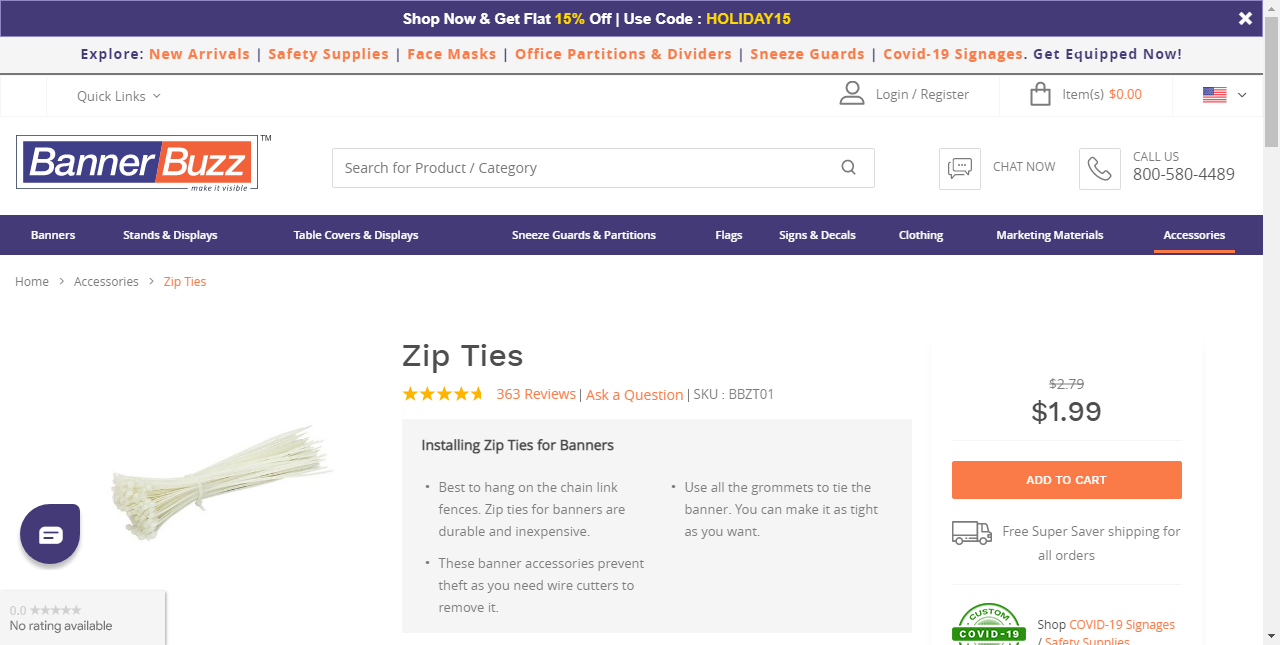 Shop Now & Get Flat 15% Off | Use Code : HOLIDAY15
Explore: New Arrivals | Safety Supplies | Face Masks | Office Partitions & Dividers | Sneeze Guards | Covid-19 Signages. Get Equipped Now!
Quick Links
Login / Register
Item(s) $0.00
BannerBuzz TM
make it visible
Search for Product / Category
CHAT NOW
CALL US
800-580-4489
Banners
Stands & Displays
Table Covers & Displays
Sneeze Guards & Partitions
Flags
Signs & Decals
Clothing
Marketing Materials
Accessories
Home > Accessories > Zip Ties
Zip Ties
363 Reviews | Ask a Question | SKU : BBZT01
Installing Zip Ties for Banners
• Best to hang on the chain link
fences. Zip ties for banners are
durable and inexpensive.
• These banner accessories prevent
theft as you need wire cutters to
remove it.
• Use all the grommets to tie the
banner. You can make it as tight
as you want.
$2.79
$1.99
ADD TO CART
Free Super Saver shipping for
all orders
CUSTOM
COVID-19
Shop COVID-19 Signages
/ Safety Supplies
0.0
No rating available